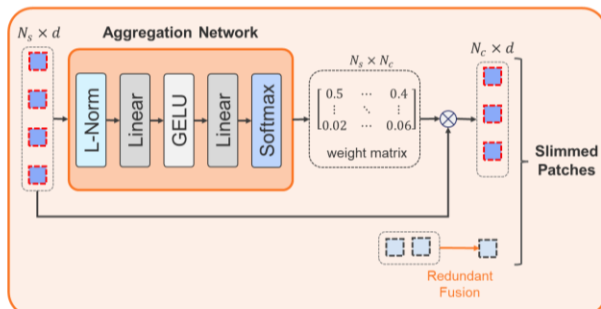 N_s × d
Aggregation Network
L-Norm
Linear
GELU
Linear
Softmax
N_s × N_c
0.5 ⋯ 0.4
⋮ ⋱ ⋮
0.02 ⋯ 0.06
weight matrix
N_c × d
Slimmed
Patches
Redundant
Fusion